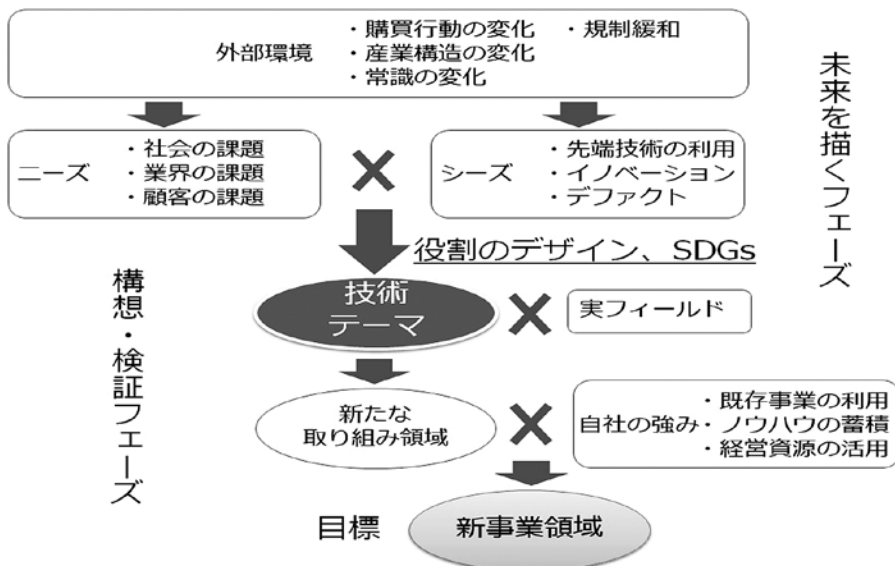 外部環境
・購買行動の変化 ・規制緩和
・産業構造の変化
・常識の変化
未来を描くフェーズ
ニーズ
・社会の課題
・業界の課題
・顧客の課題
シーズ
・先端技術の利用
・イノベーション
・デファクト
役割のデザイン、SDGs
構想・検証フェーズ
技術
テーマ
実フィールド
新たな
取り組み領域
自社の強み
・既存事業の利用
・ノウハウの蓄積
・経営資源の活用
目標
新事業領域